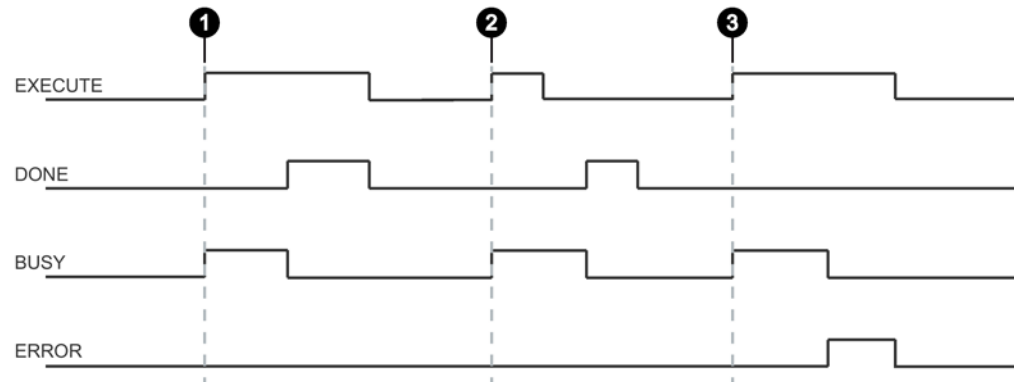 1 2 3
EXECUTE
DONE
BUSY
ERROR